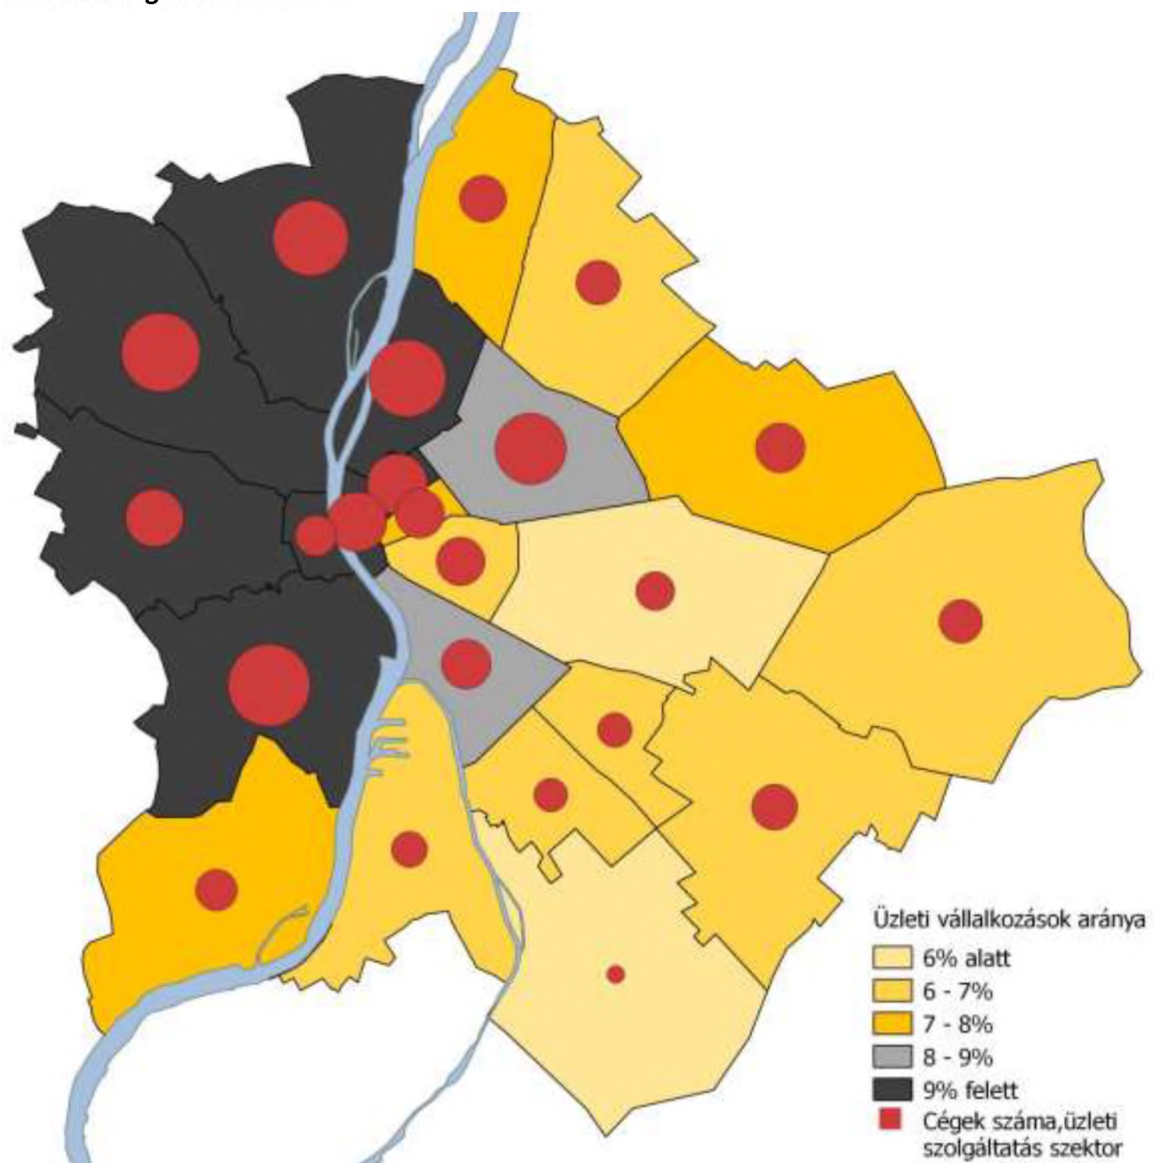 Üzleti vállalkozások aránya
6% alatt
6 - 7%
7 - 8%
8 - 9%
9% felett
Cégek száma,üzleti
szolgáltatás szektor